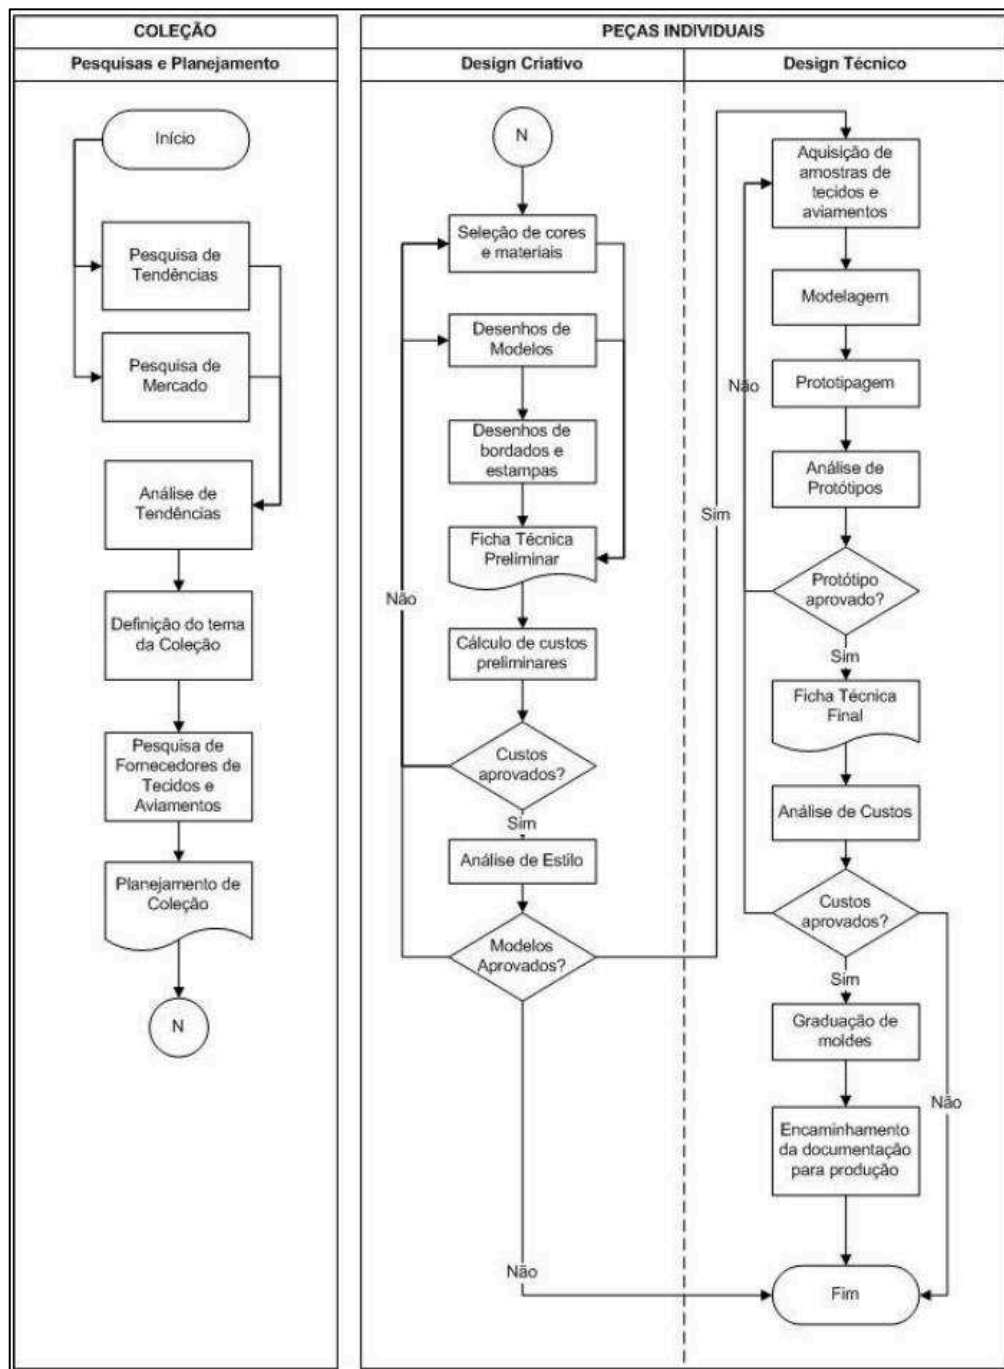 COLEÇÃO
Pesquisas e Planejamento
Início
Pesquisa de
Tendências
Pesquisa de
Mercado
Análise de
Tendências
Definição do tema
da Coleção
Pesquisa de
Fornecedores de
Tecidos e
Aviamentos
Planejamento de
Coleção
N
PEÇAS INDIVIDUAIS
Design Criativo
N
Seleção de cores
e materiais
Desenhos de
Modelos
Desenhos de
bordados e
estampas
Ficha Técnica
Preliminar
Não
Cálculo de custos
preliminares
Custos
aprovados?
Sim
Análise de Estilo
Modelos
Aprovados?
Sim
Não
Design Técnico
Aquisição de
amostras de
tecidos e
aviamentos
Modelagem
Não
Prototipagem
Análise de
Protótipos
Protótipo
aprovado?
Sim
Ficha Técnica
Final
Análise de Custos
Custos
aprovados?
Sim
Graduação de
moldes
Não
Encaminhamento
da documentação
para produção
Fim